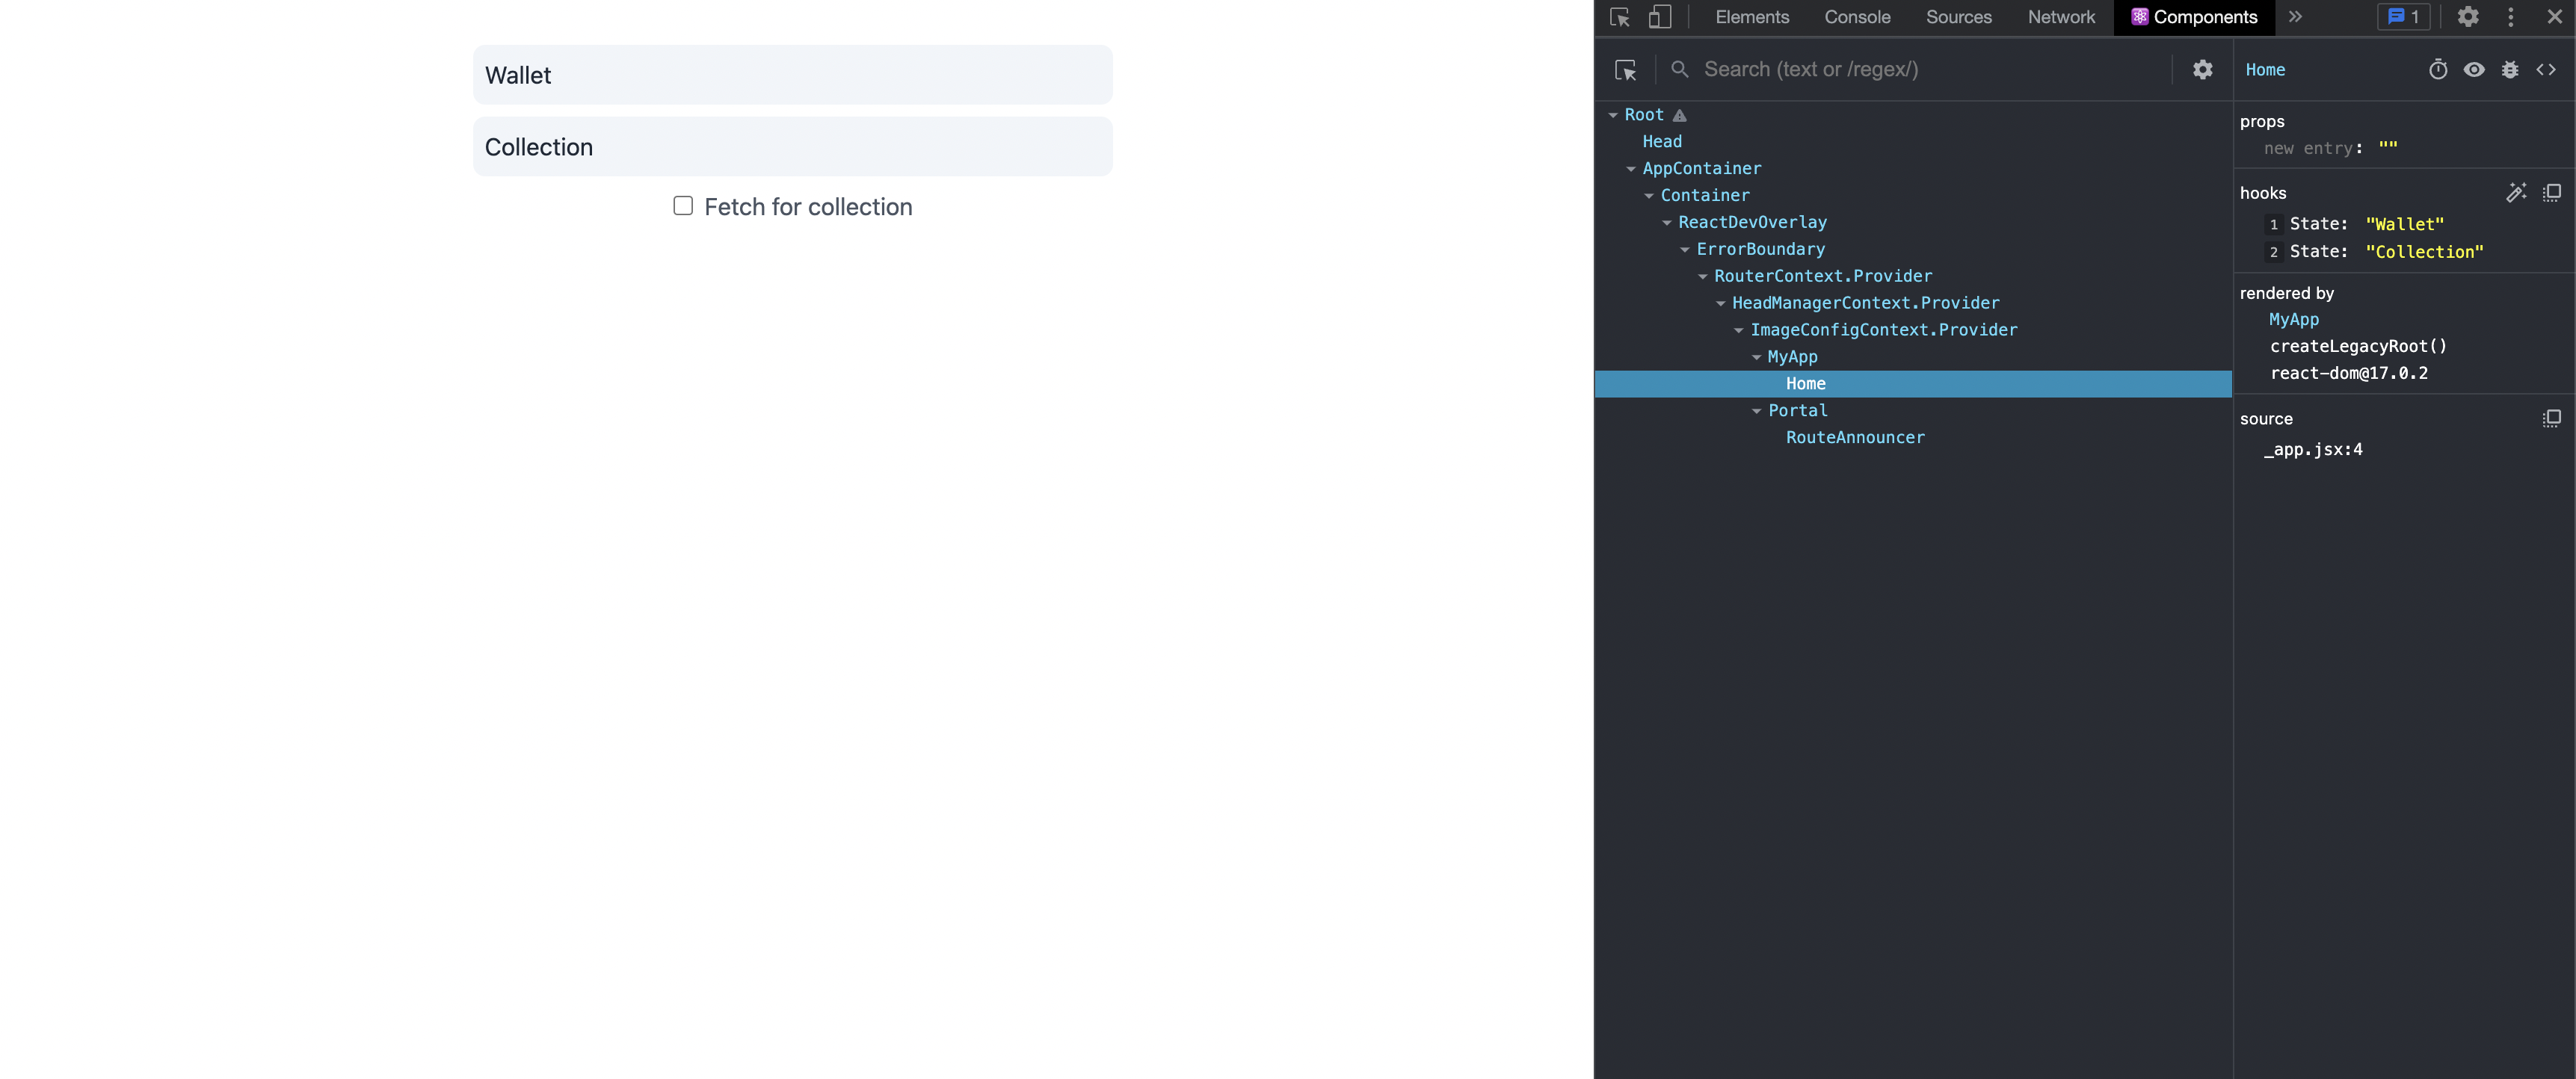 Wallet
Collection
Fetch for collection
Elements Console Sources Network Components 1
Search (text or /regex/)
Root
Head
AppContainer
Container
ReactDevOverlay
ErrorBoundary
RouterContext.Provider
HeadManagerContext.Provider
ImageConfigContext.Provider
MyApp
Home
Portal
RouteAnnouncer
Home
props
new entry: ""
hooks
1 State: "Wallet"
2 State: "Collection"
rendered by
MyApp
createLegacyRoot()
react-dom@17.0.2
source
_app.jsx:4